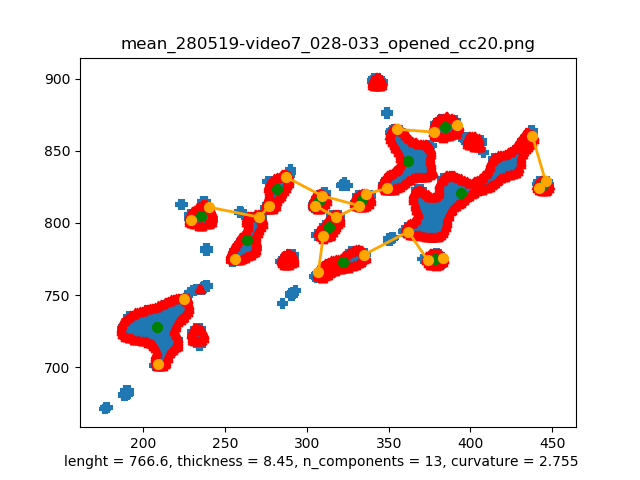 mean_280519-video7_028-033_opened_cc20.png
900
850
800
750
700
200 250 300 350 400 450
lenght = 766.6, thickness = 8.45, n_components = 13, curvature = 2.755